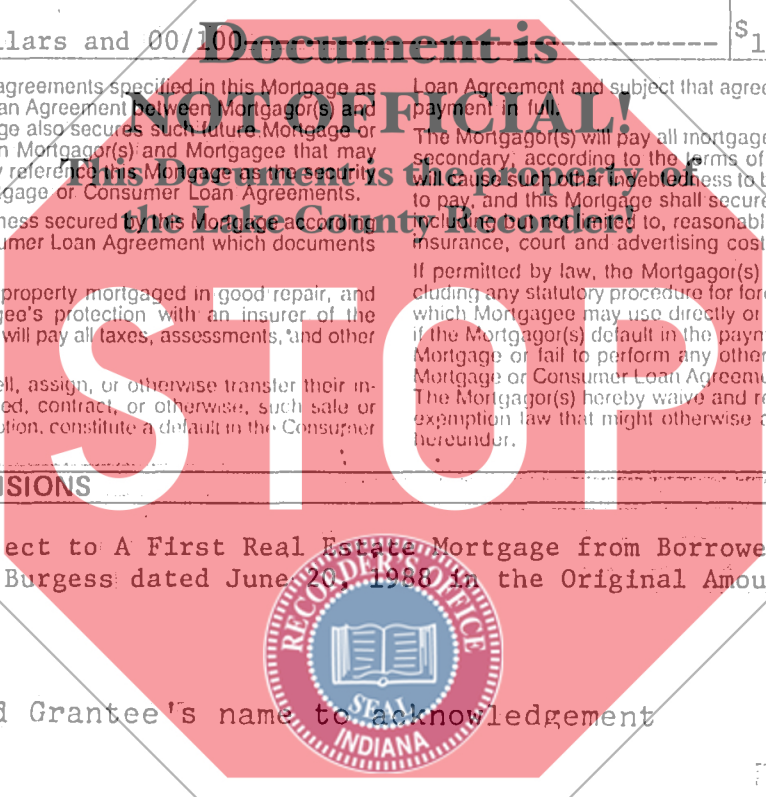 llars and 00/100--------------------------------- $1
Document is
NOT OFFICIAL!
This Document is the property of
the Lake County Recorder!
agreements specified in this Mortgage as
an Agreement between Mortgagor(s) and
ge also secures such future Mortgage or
n Mortgagor(s) and Mortgagee that may
y reference this Mortgage as the security
gage or Consumer Loan Agreements.
ness secured by this Mortgage according
umer Loan Agreement which documents
property mortgaged in good repair, and
gee's protection with an insurer of the
will pay all taxes, assessments, and other
ell, assign, or otherwise transfer their in-
ed, contract, or otherwise, such sale or
ption, constitute a default in the Consumer
Loan Agreement and subject that agree
payment in full.
The Mortgagor(s) will pay all mortgage
secondary, according to the terms of
will cause such other indebtedness to b
to pay, and this Mortgage shall secure
including but not limited to, reasonabl
insurance, court and advertising cost
If permitted by law, the Mortgagor(s)
cluding any statutory procedure for for
which Mortgagee may use directly or
if the Mortgagor(s) default in the paym
Mortgage or fail to perform any other
Mortgage or Consumer Loan Agreeme
The Mortgagor(s) hereby waive and re
exemption law that might otherwise a
hereunder.
STOP
ISIONS
ect to A First Real Estate Mortgage from Borrowe
Burgess dated June 20, 1988 in the Original Amou
RECORDER'S OFFICE
SEAL
INDIANA
d Grantee's name to acknowledgement